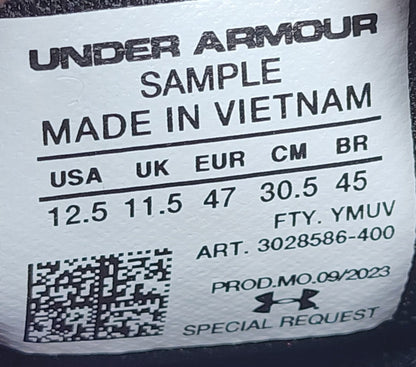 UNDER ARMOUR
SAMPLE
MADE IN VIETNAM
USA UK EUR CM BR
12.5 11.5 47 30.5 45
FTY. YMUV
ART. 3028586-400
PROD.MO.09/2023
SPECIAL REQUEST